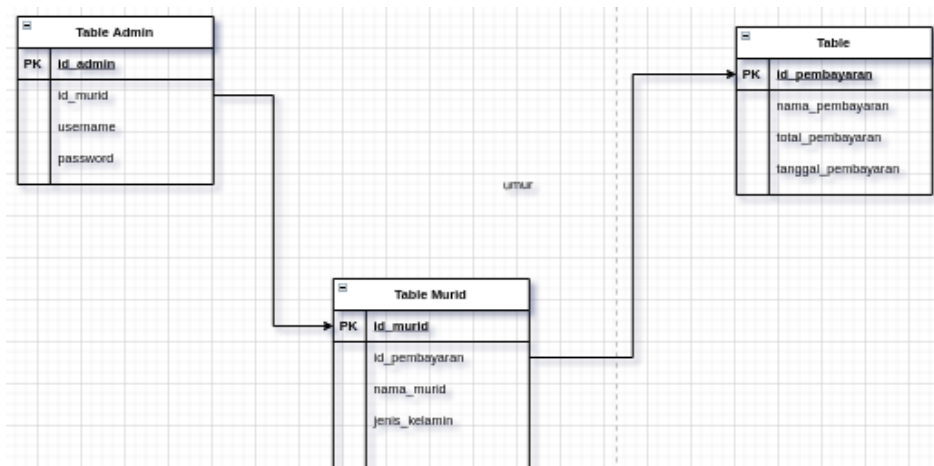 Table Admin
PK id_admin
id_murid
username
password
Table
PK id_pembayaran
nama_pembayaran
total_pembayaran
tanggal_pembayaran
umur
Table Murid
PK id_murid
id_pembayaran
nama_murid
jenis_kelamin